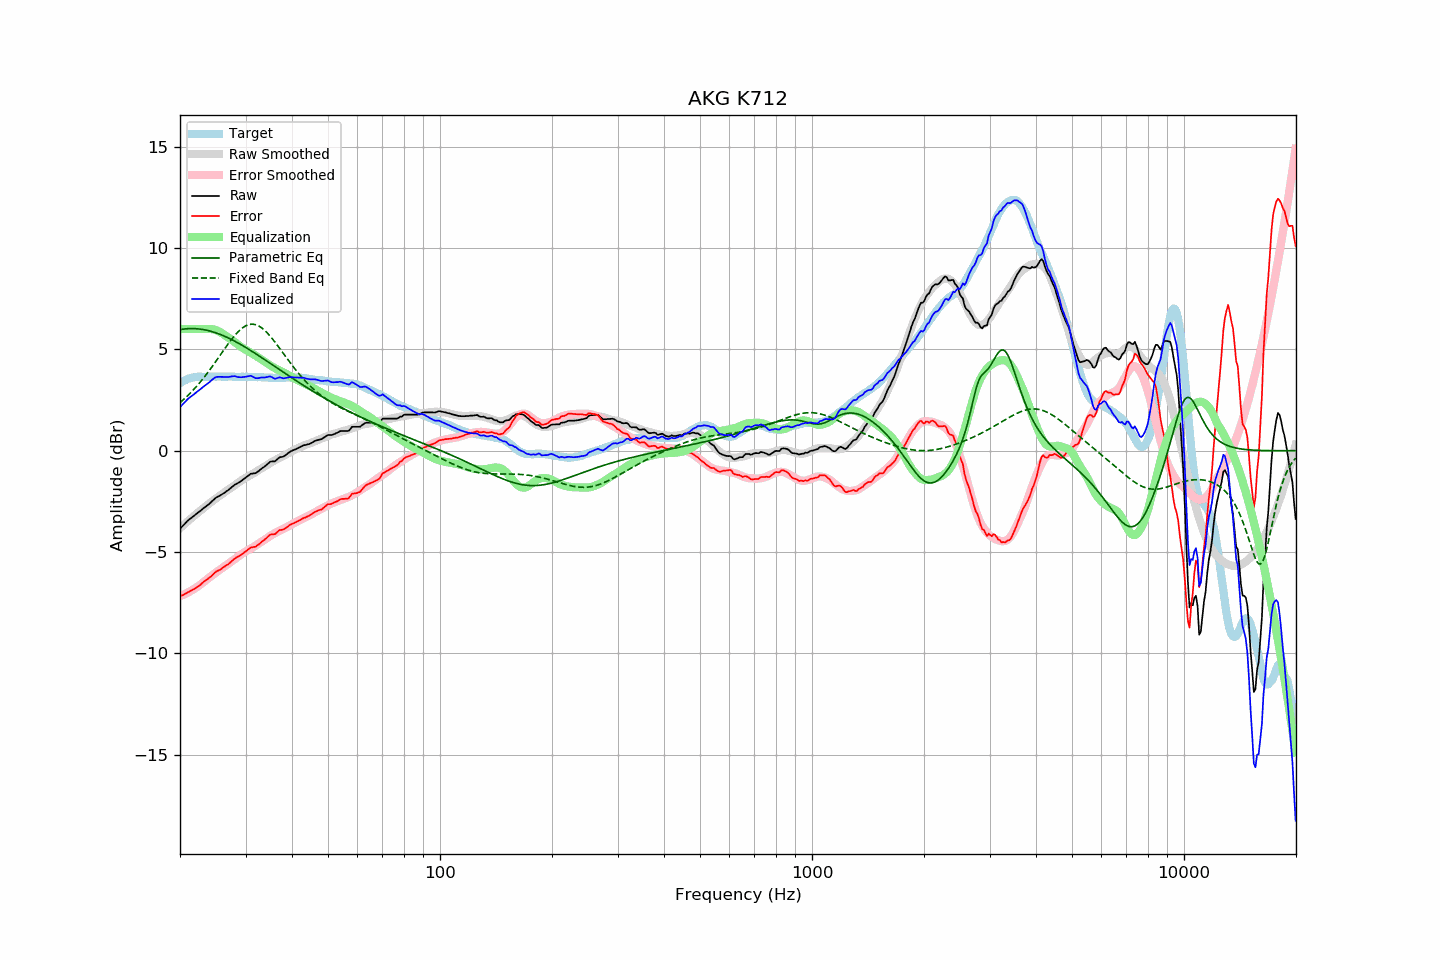 AKG K712
Target
Raw Smoothed
Error Smoothed
Raw
Error
Equalization
Parametric Eq
Fixed Band Eq
Equalized
15
10
5
0
−5
−10
−15
Amplitude (dBr)
100
1000
10000
Frequency (Hz)